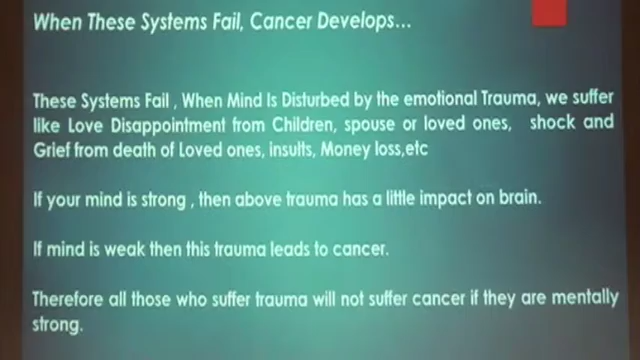 When These Systems Fail, Cancer Develops...
These Systems Fail , When Mind Is Disturbed by the emotional Trauma, we suffer
like Love Disappointment from Children, spouse or loved ones, shock and
Grief from death of Loved ones, insults, Money loss,etc
If your mind is strong , then above trauma has a little impact on brain.
If mind is weak then this trauma leads to cancer.
Therefore all those who suffer trauma will not suffer cancer if they are mentally
strong.